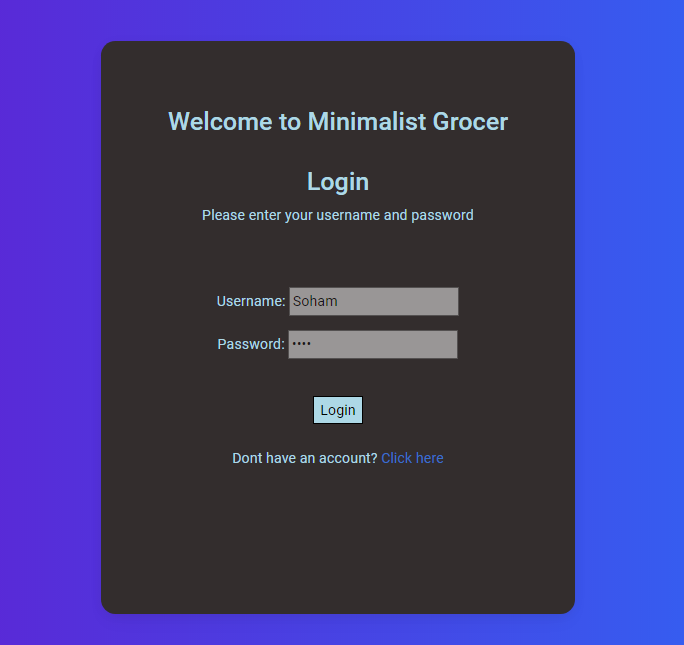 Welcome to Minimalist Grocer
Login
Please enter your username and password
Username: Soham
Password: ••••
Login
Dont have an account? Click here